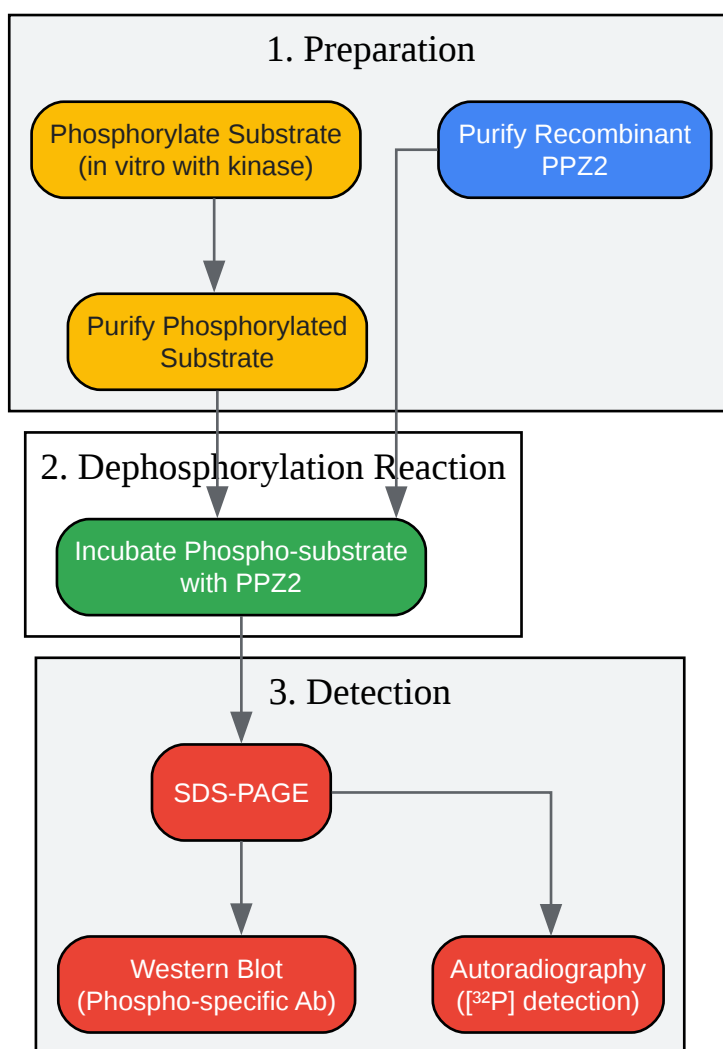 1. Preparation
Phosphorylate Substrate
(in vitro with kinase)
Purify Recombinant
PPZ2
Purify Phosphorylated
Substrate
2. Dephosphorylation Reaction
Incubate Phospho-substrate
with PPZ2
3. Detection
SDS-PAGE
Western Blot
(Phospho-specific Ab)
Autoradiography
([³²P] detection)